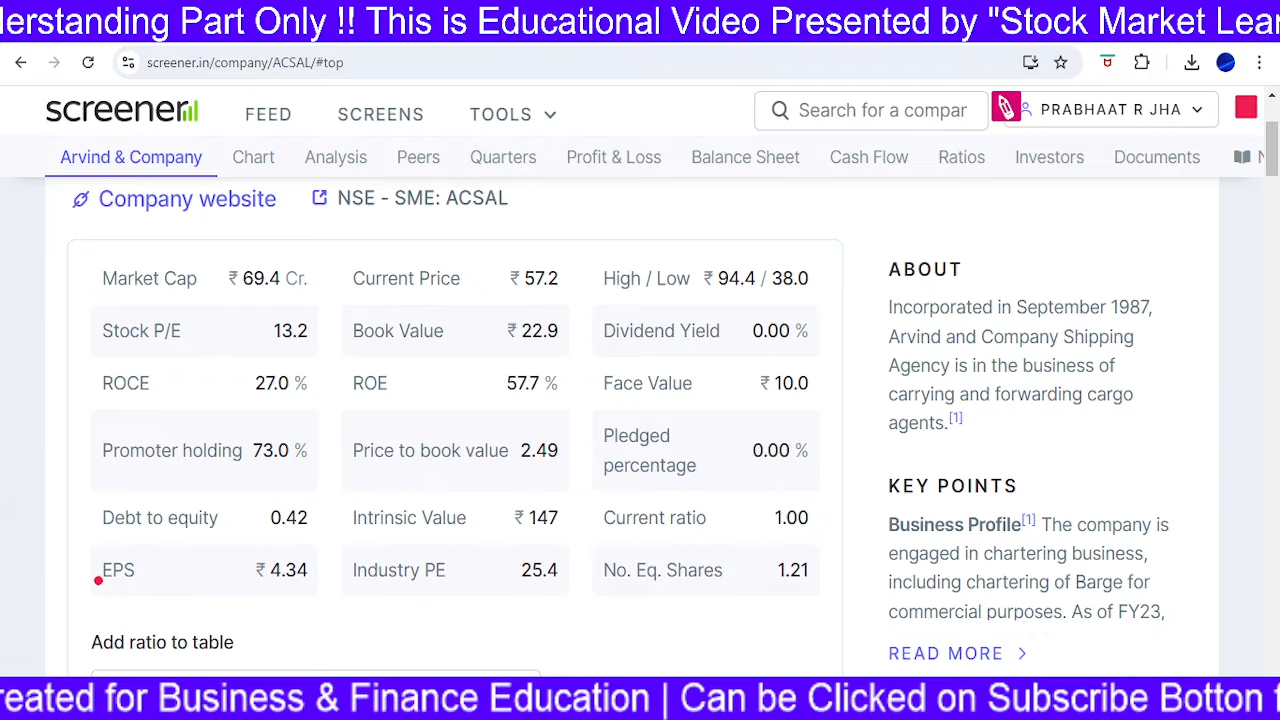 derstanding Part Only !! This is Educational Video Presented by "Stock Market Lear
screener.in/company/ACSAL/#top
screener
FEED
SCREENS
TOOLS
Search for a compar
PRABHAAT R JHA
Arvind & Company
Chart
Analysis
Peers
Quarters
Profit & Loss
Balance Sheet
Cash Flow
Ratios
Investors
Documents
Company website
NSE - SME: ACSAL
Market Cap ₹ 69.4 Cr.
Current Price ₹ 57.2
High / Low ₹ 94.4 / 38.0
Stock P/E 13.2
Book Value ₹ 22.9
Dividend Yield 0.00 %
ROCE 27.0 %
ROE 57.7 %
Face Value ₹ 10.0
Promoter holding 73.0 %
Price to book value 2.49
Pledged
percentage 0.00 %
Debt to equity 0.42
Intrinsic Value ₹ 147
Current ratio 1.00
EPS ₹ 4.34
Industry PE 25.4
No. Eq. Shares 1.21
Add ratio to table
ABOUT
Incorporated in September 1987,
Arvind and Company Shipping
Agency is in the business of
carrying and forwarding cargo
agents.[1]
KEY POINTS
Business Profile[1] The company is
engaged in chartering business,
including chartering of Barge for
commercial purposes. As of FY23,
READ MORE
reated for Business & Finance Education | Can be Clicked on Subscribe Botton f